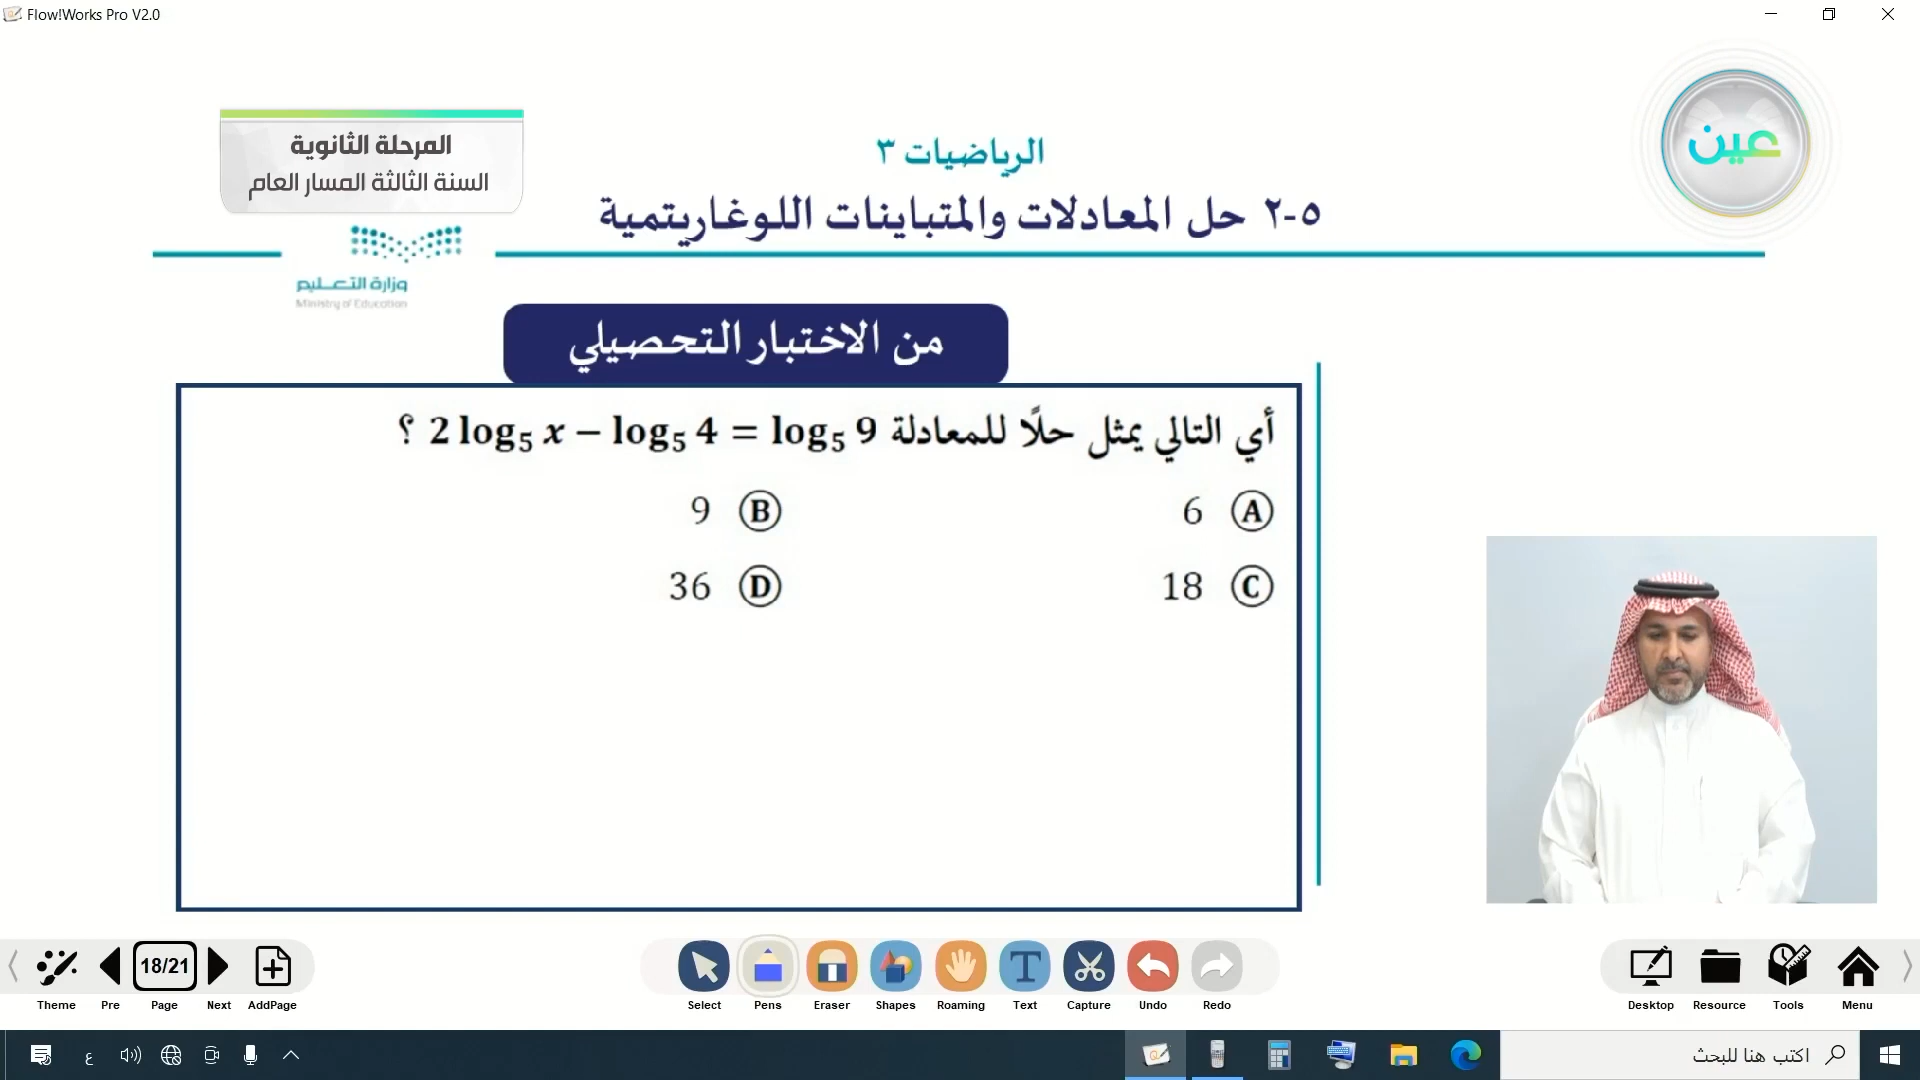 Flow!Works Pro V2.0
عين
المرحلة الثانوية
السنة الثالثة المسار العام
الرياضيات ٣
٥-٢ حل المعادلات والمتباينات اللوغاريتمية
وزارة التعليم
Ministry of Education
من الاختبار التحصيلي
أي التالي يمثل حلًا للمعادلة 2 log₅ x − log₅ 4 = log₅ 9 ؟
A 6
B 9
C 18
D 36
18/21
Theme Pre Page Next AddPage
Select Pens Eraser Shapes Roaming Text Capture Undo Redo
Desktop Resource Tools Menu
ع
اكتب هنا للبحث